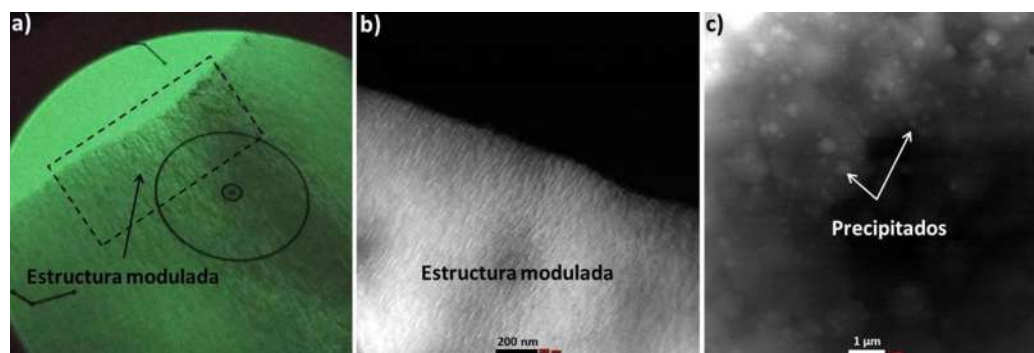 a)
Estructura modulada
b)
Estructura modulada
200 nm
c)
Precipitados
1 µm